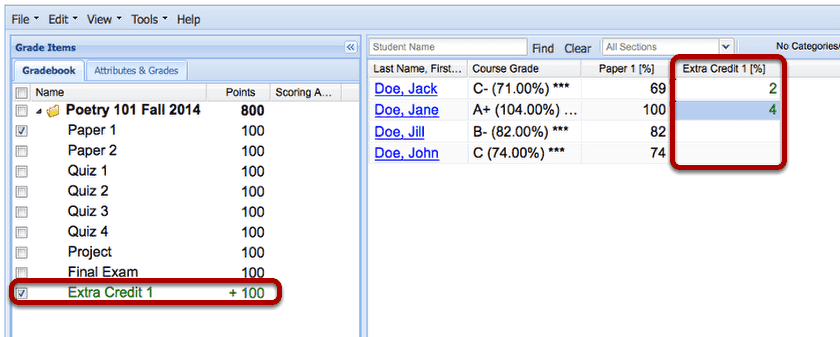 File Edit View Tools Help
Grade Items
Gradebook Attributes & Grades
Name Points Scoring A...
Poetry 101 Fall 2014 800
Paper 1 100
Paper 2 100
Quiz 1 100
Quiz 2 100
Quiz 3 100
Quiz 4 100
Project 100
Final Exam 100
Extra Credit 1 + 100
Student Name Find Clear All Sections No Categories/
Last Name, First... Course Grade Paper 1 [%] Extra Credit 1 [%]
Doe, Jack C- (71.00%) *** 69 2
Doe, Jane A+ (104.00%) ... 100 4
Doe, Jill B- (82.00%) *** 82
Doe, John C (74.00%) *** 74